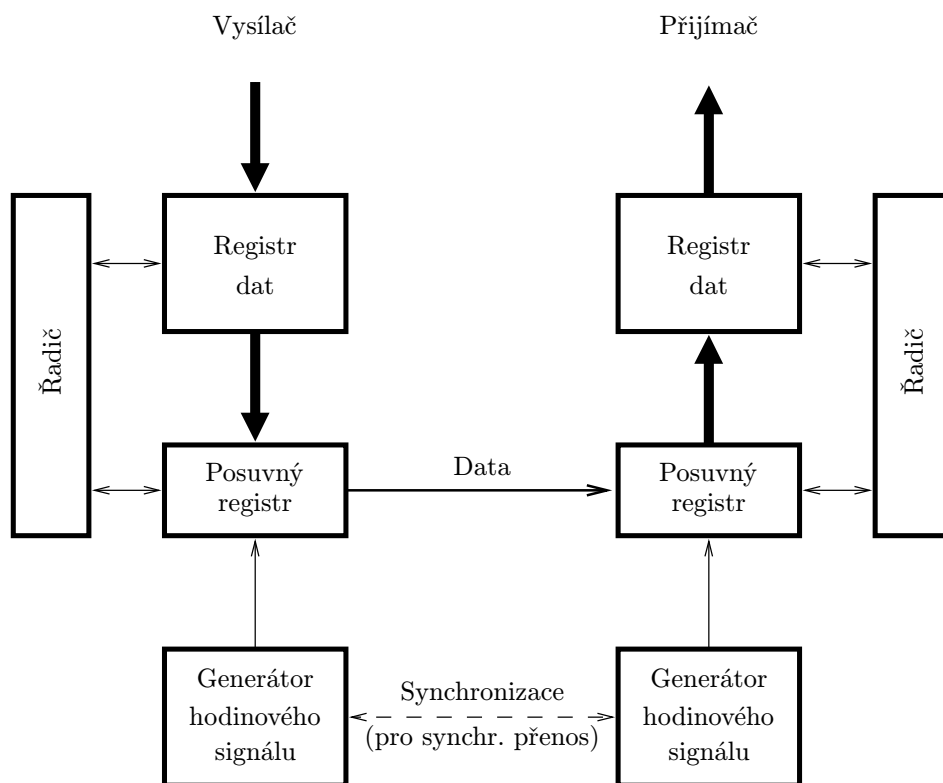 Vysílač
Přijímač
Registr
dat
Registr
dat
Řadič
Řadič
Posuvný
registr
Data
Posuvný
registr
Generátor
hodinového
signálu
Synchronizace
(pro synchr. přenos)
Generátor
hodinového
signálu